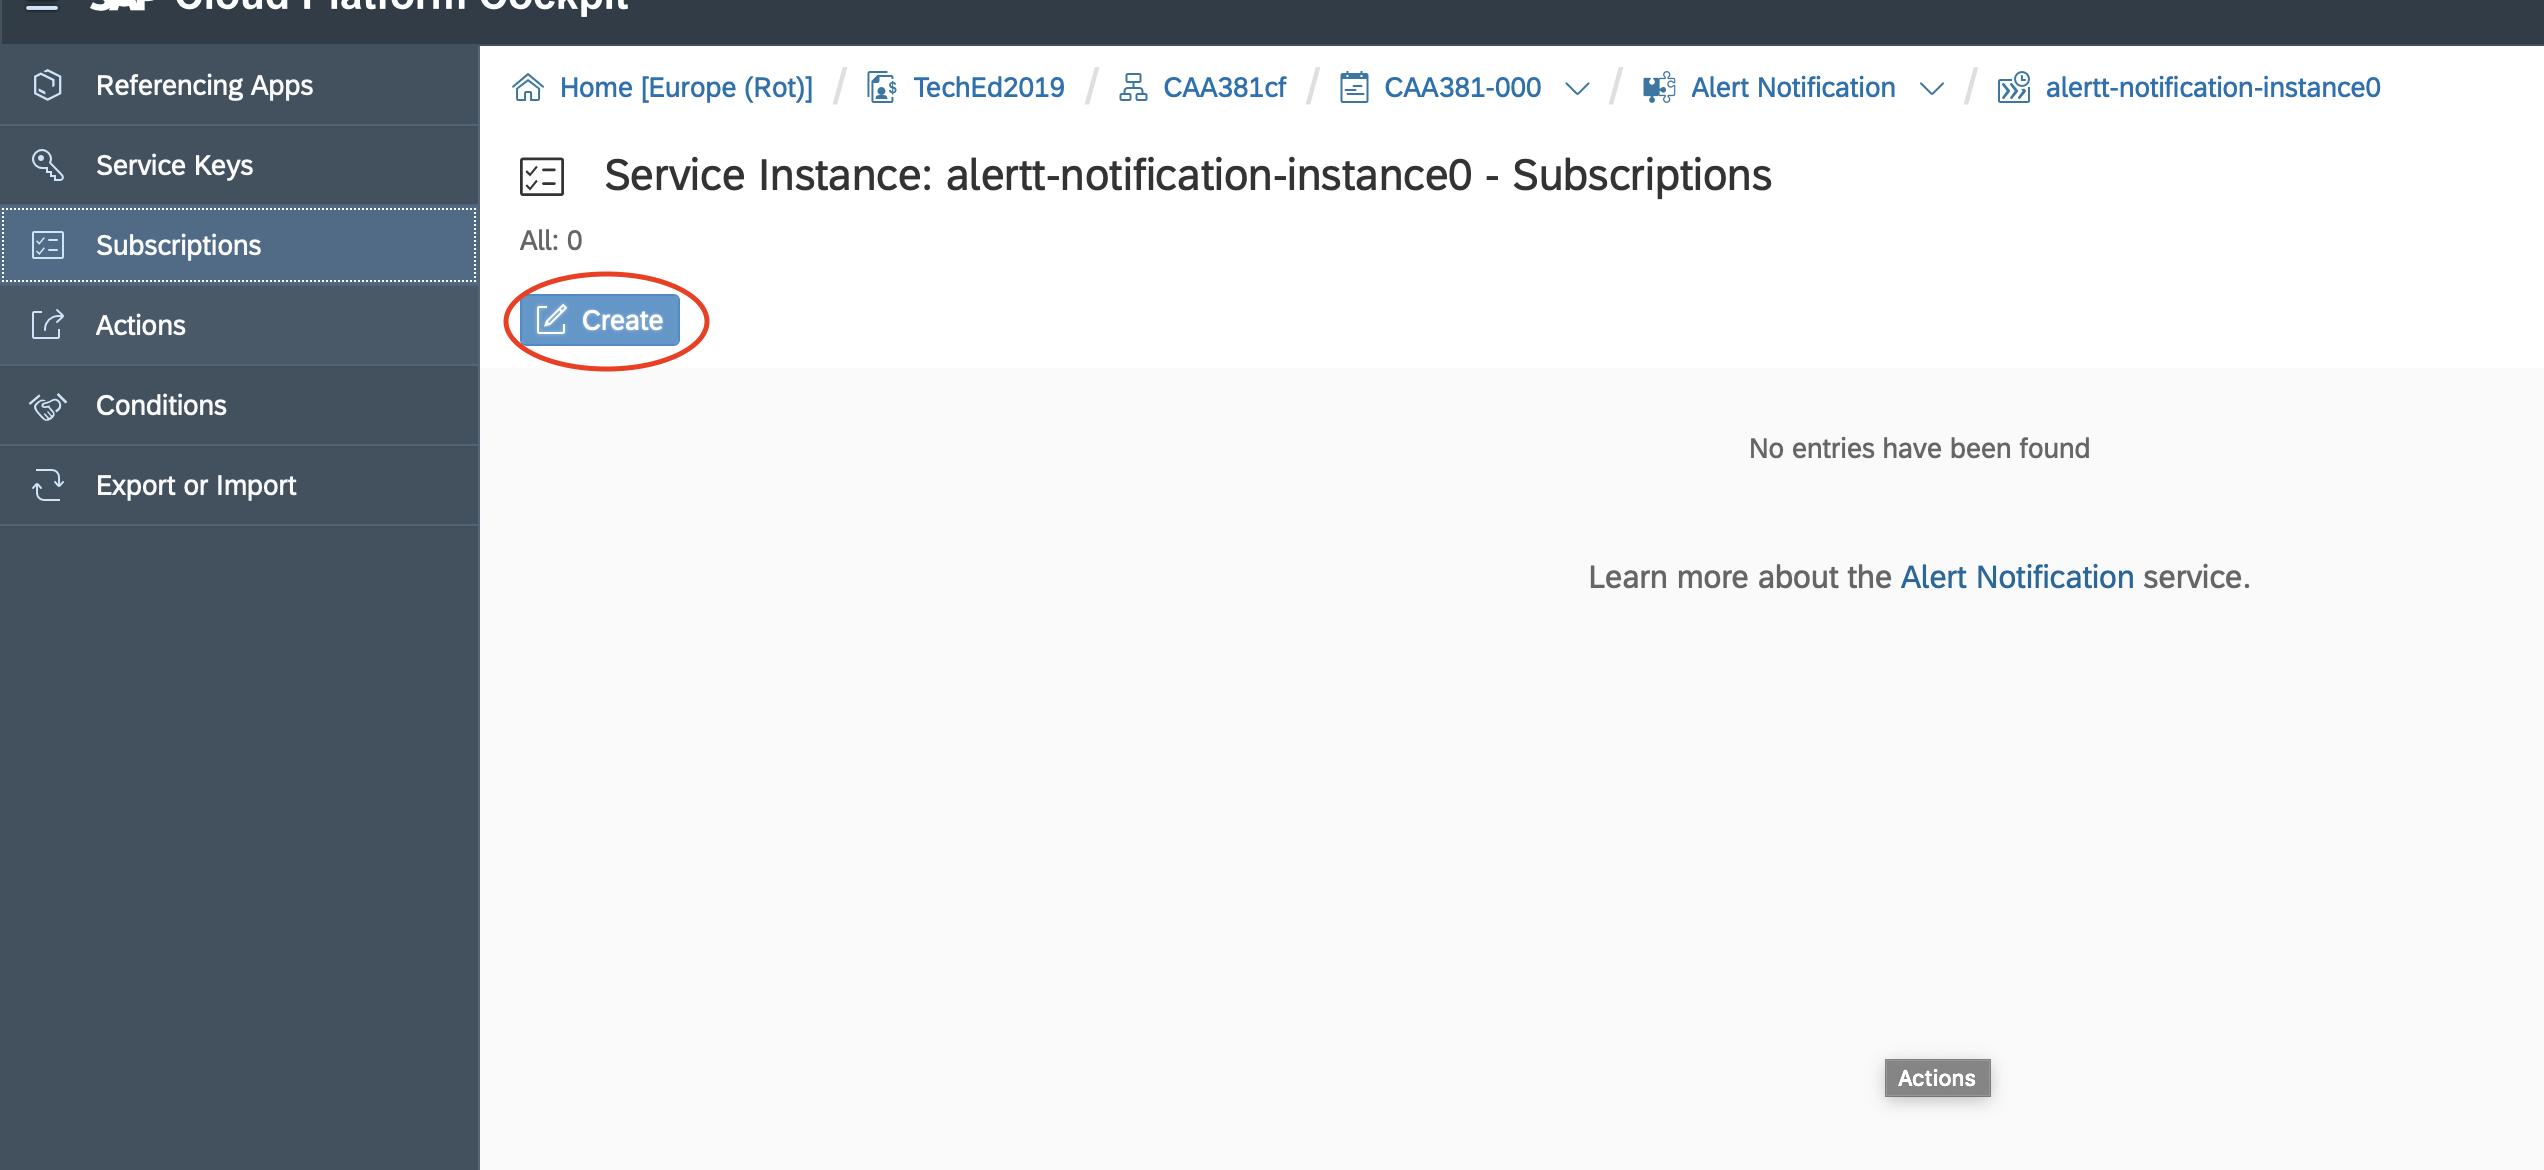 SAP Cloud Platform Cockpit
Referencing Apps
Service Keys
Subscriptions
Actions
Conditions
Export or Import
Home [Europe (Rot)] / TechEd2019 / CAA381cf / CAA381-000 / Alert Notification / alertt-notification-instance0
Service Instance: alertt-notification-instance0 - Subscriptions
All: 0
Create
No entries have been found
Learn more about the Alert Notification service.
Actions